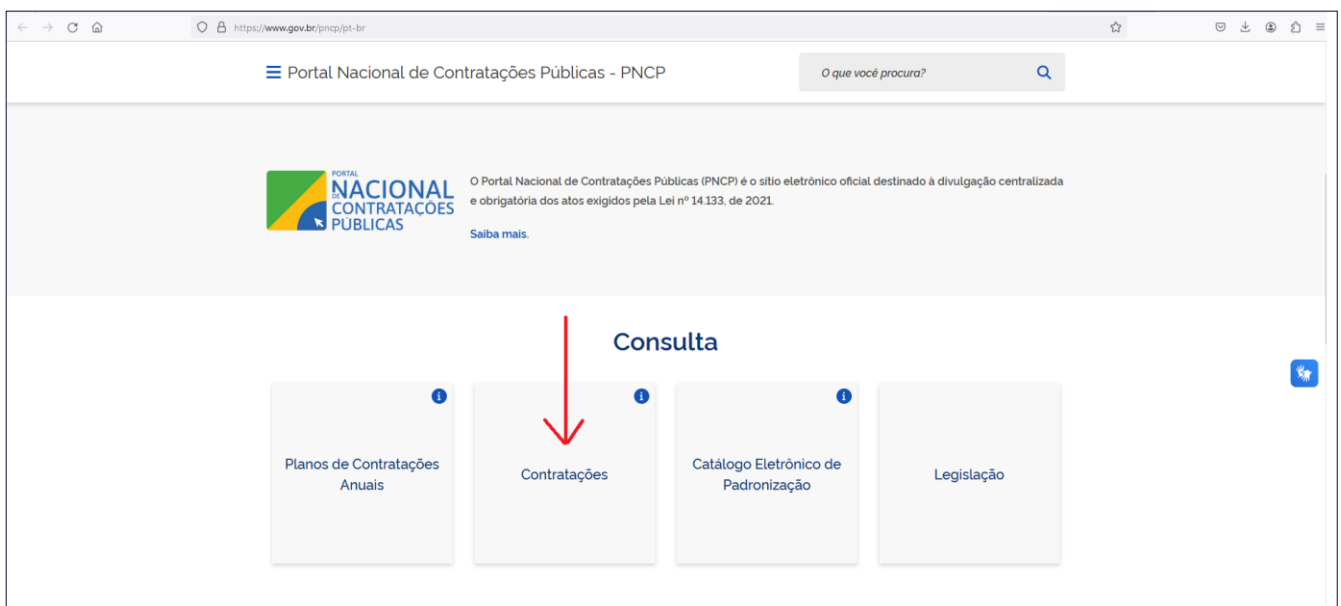 https://www.gov.br/pncp/pt-br
Portal Nacional de Contratações Públicas - PNCP
O que você procura?
PORTAL
NACIONAL
DE CONTRATAÇÕES
PÚBLICAS
O Portal Nacional de Contratações Públicas (PNCP) é o sítio eletrônico oficial destinado à divulgação centralizada
e obrigatória dos atos exigidos pela Lei nº 14.133, de 2021.
Saiba mais.
Consulta
Planos de Contratações
Anuais
Contratações
Catálogo Eletrônico de
Padronização
Legislação